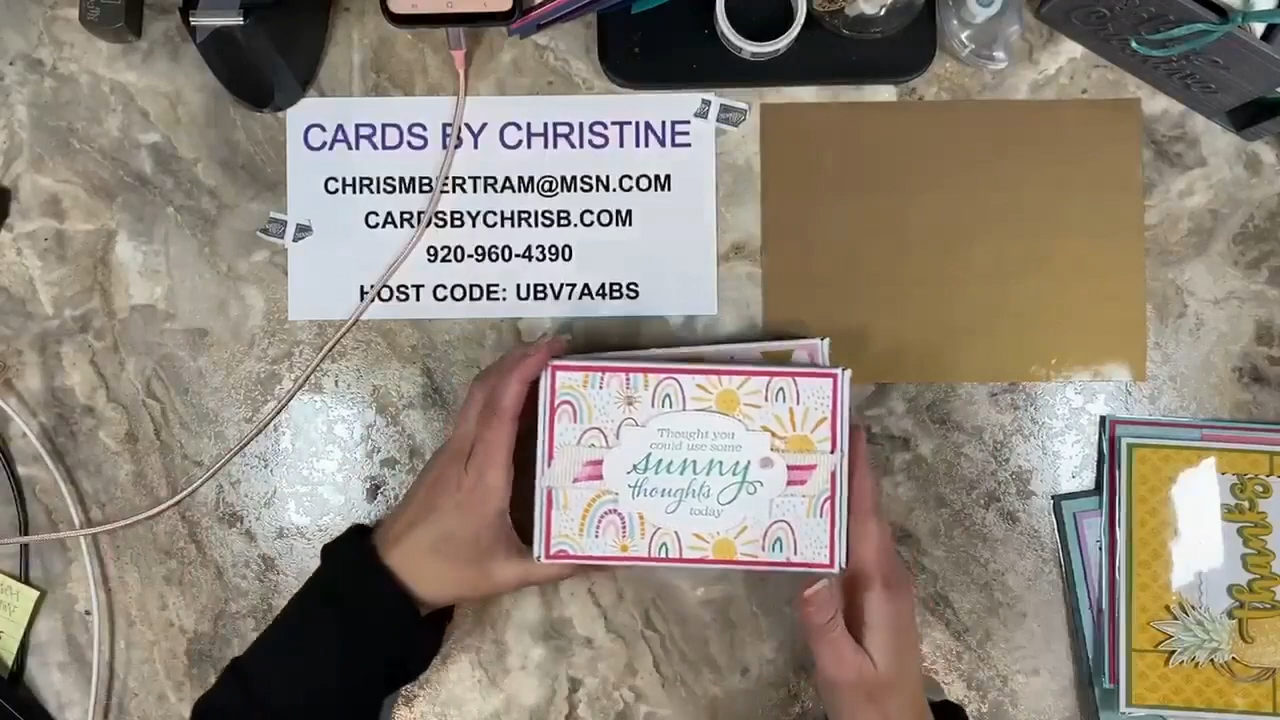 CARDS BY CHRISTINE
CHRISMBERTRAM@MSN.COM
CARDSBYCHRISB.COM
920-960-4390
HOST CODE: UBV7A4BS
Thought you
could use some
sunny
thoughts
today
thanks